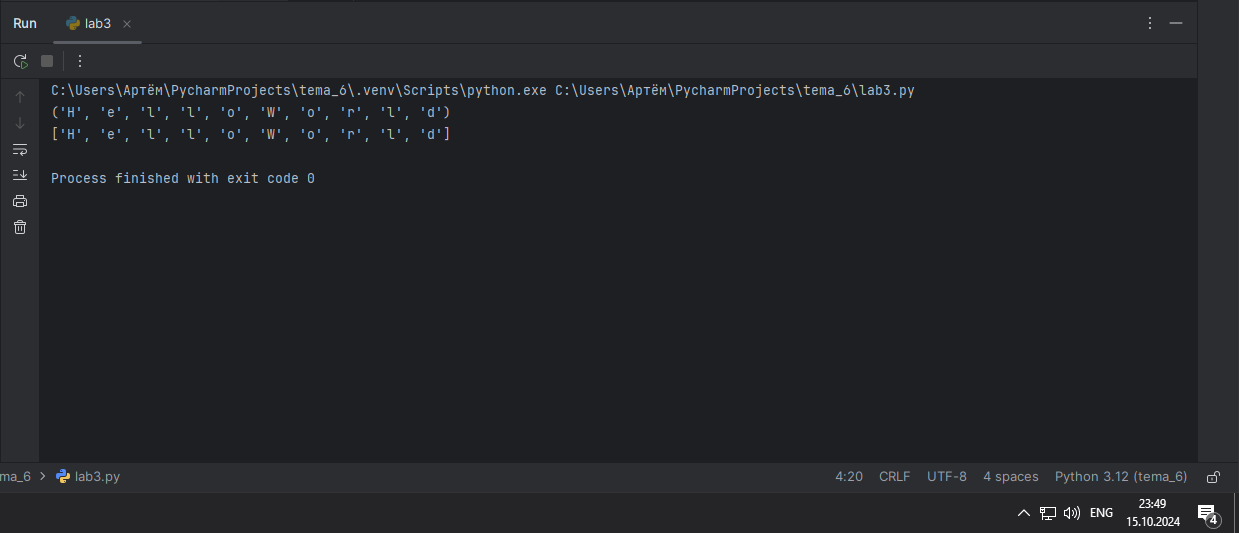 Run lab3
C:\Users\Артём\PycharmProjects\tema_6\.venv\Scripts\python.exe C:\Users\Артём\PycharmProjects\tema_6\lab3.py
('H', 'e', 'l', 'l', 'o', 'W', 'o', 'r', 'l', 'd')
['H', 'e', 'l', 'l', 'o', 'W', 'o', 'r', 'l', 'd']
Process finished with exit code 0
ma_6 > lab3.py 4:20 CRLF UTF-8 4 spaces Python 3.12 (tema_6)
ENG 23:49 4
15.10.2024